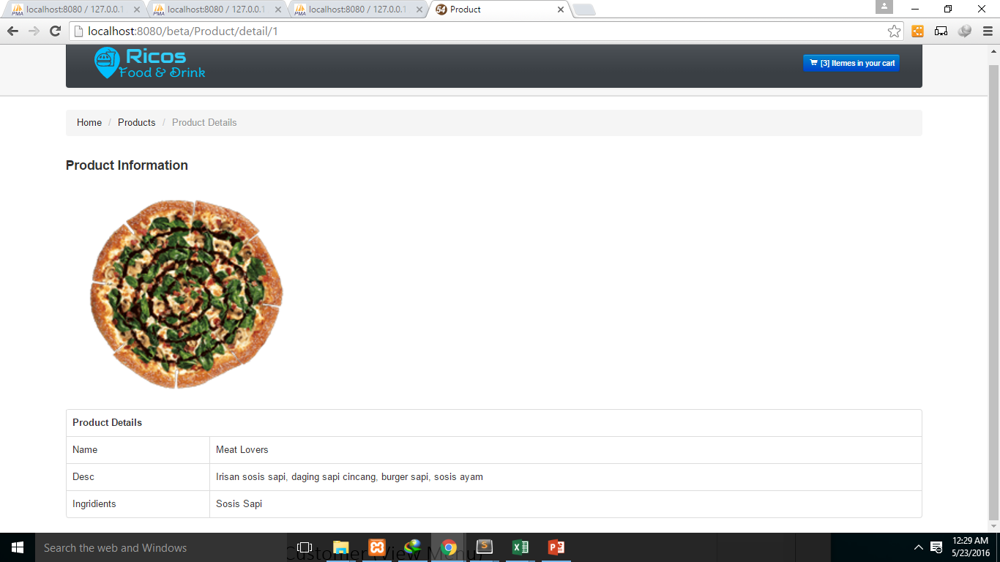 localhost:8080 / 127.0.0.1
localhost:8080 / 127.0.0.1
localhost:8080 / 127.0.0.1
54 Product
localhost:8080/beta/Product/detail/1
Ricos
Food & Drink
[3] Itemes in your cart
Home / Products / Product Details
Product Information
Product Details
Name Meat Lovers
Desc Irisan sosis sapi, daging sapi cincang, burger sapi, sosis ayam
Ingridients Sosis Sapi
Search the web and Windows
Customer (View Menu)
12:29 AM
5/23/2016